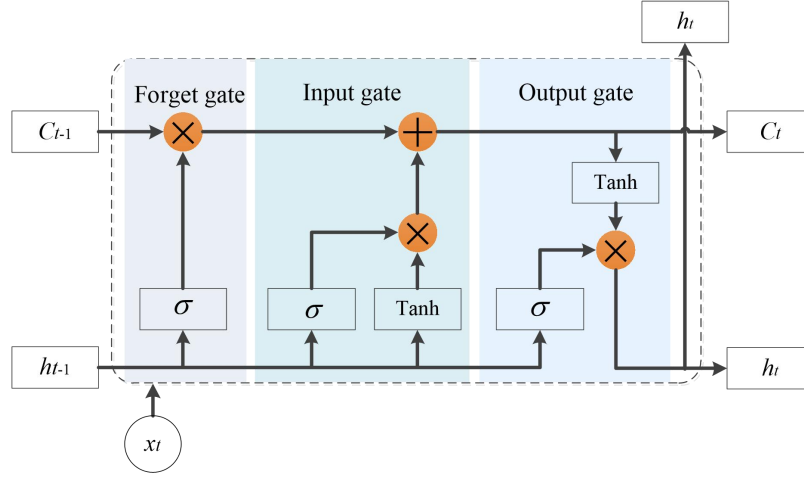 ht
Forget gate
Input gate
Output gate
Ct-1
×
+
Ct
Tanh
×
×
σ
σ
Tanh
σ
ht-1
ht
xt